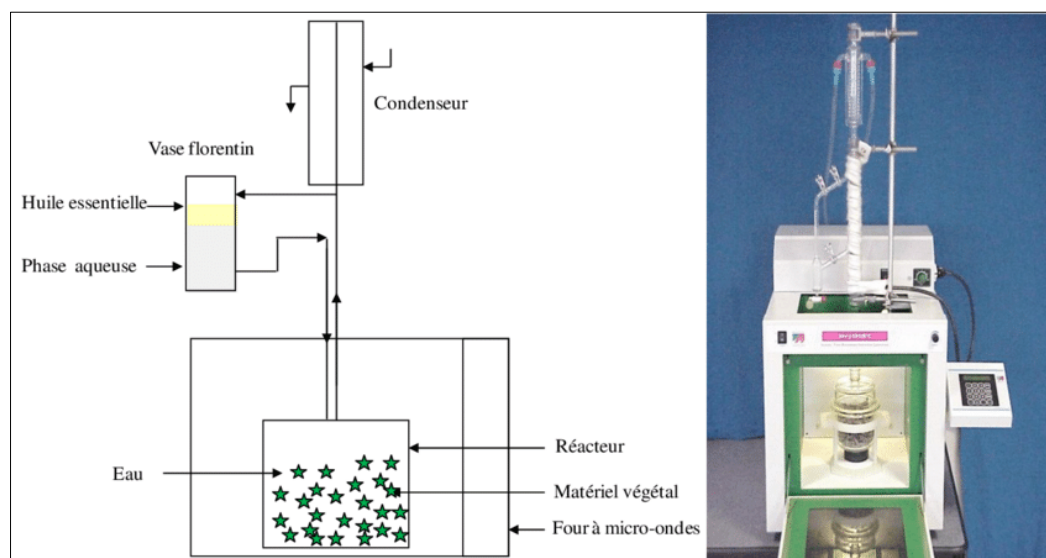 Condenseur
Vase florentin
Huile essentielle
Phase aqueuse
Réacteur
Eau
Matériel végétal
Four à micro-ondes